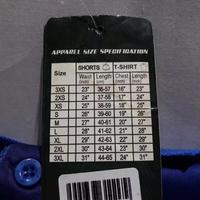 APPAREL SIZE SPECIFICATION
SHORTS T-SHIRT
Size Waist Length Chest Length
(Inch) (cm) (Inch)
3XS 23" 36-57 16" 23"
2XS 24" 37-58 17" 24"
XS 25" 38-59 18" 25"
S 26" 39-60 19" 26"
M 27" 40-61 20" 27"
L 28" 41-62 21" 28"
XL 29" 42-63 22" 29"
2XL 30" 43-64 23" 30"
3XL 31" 44-65 24" 31"